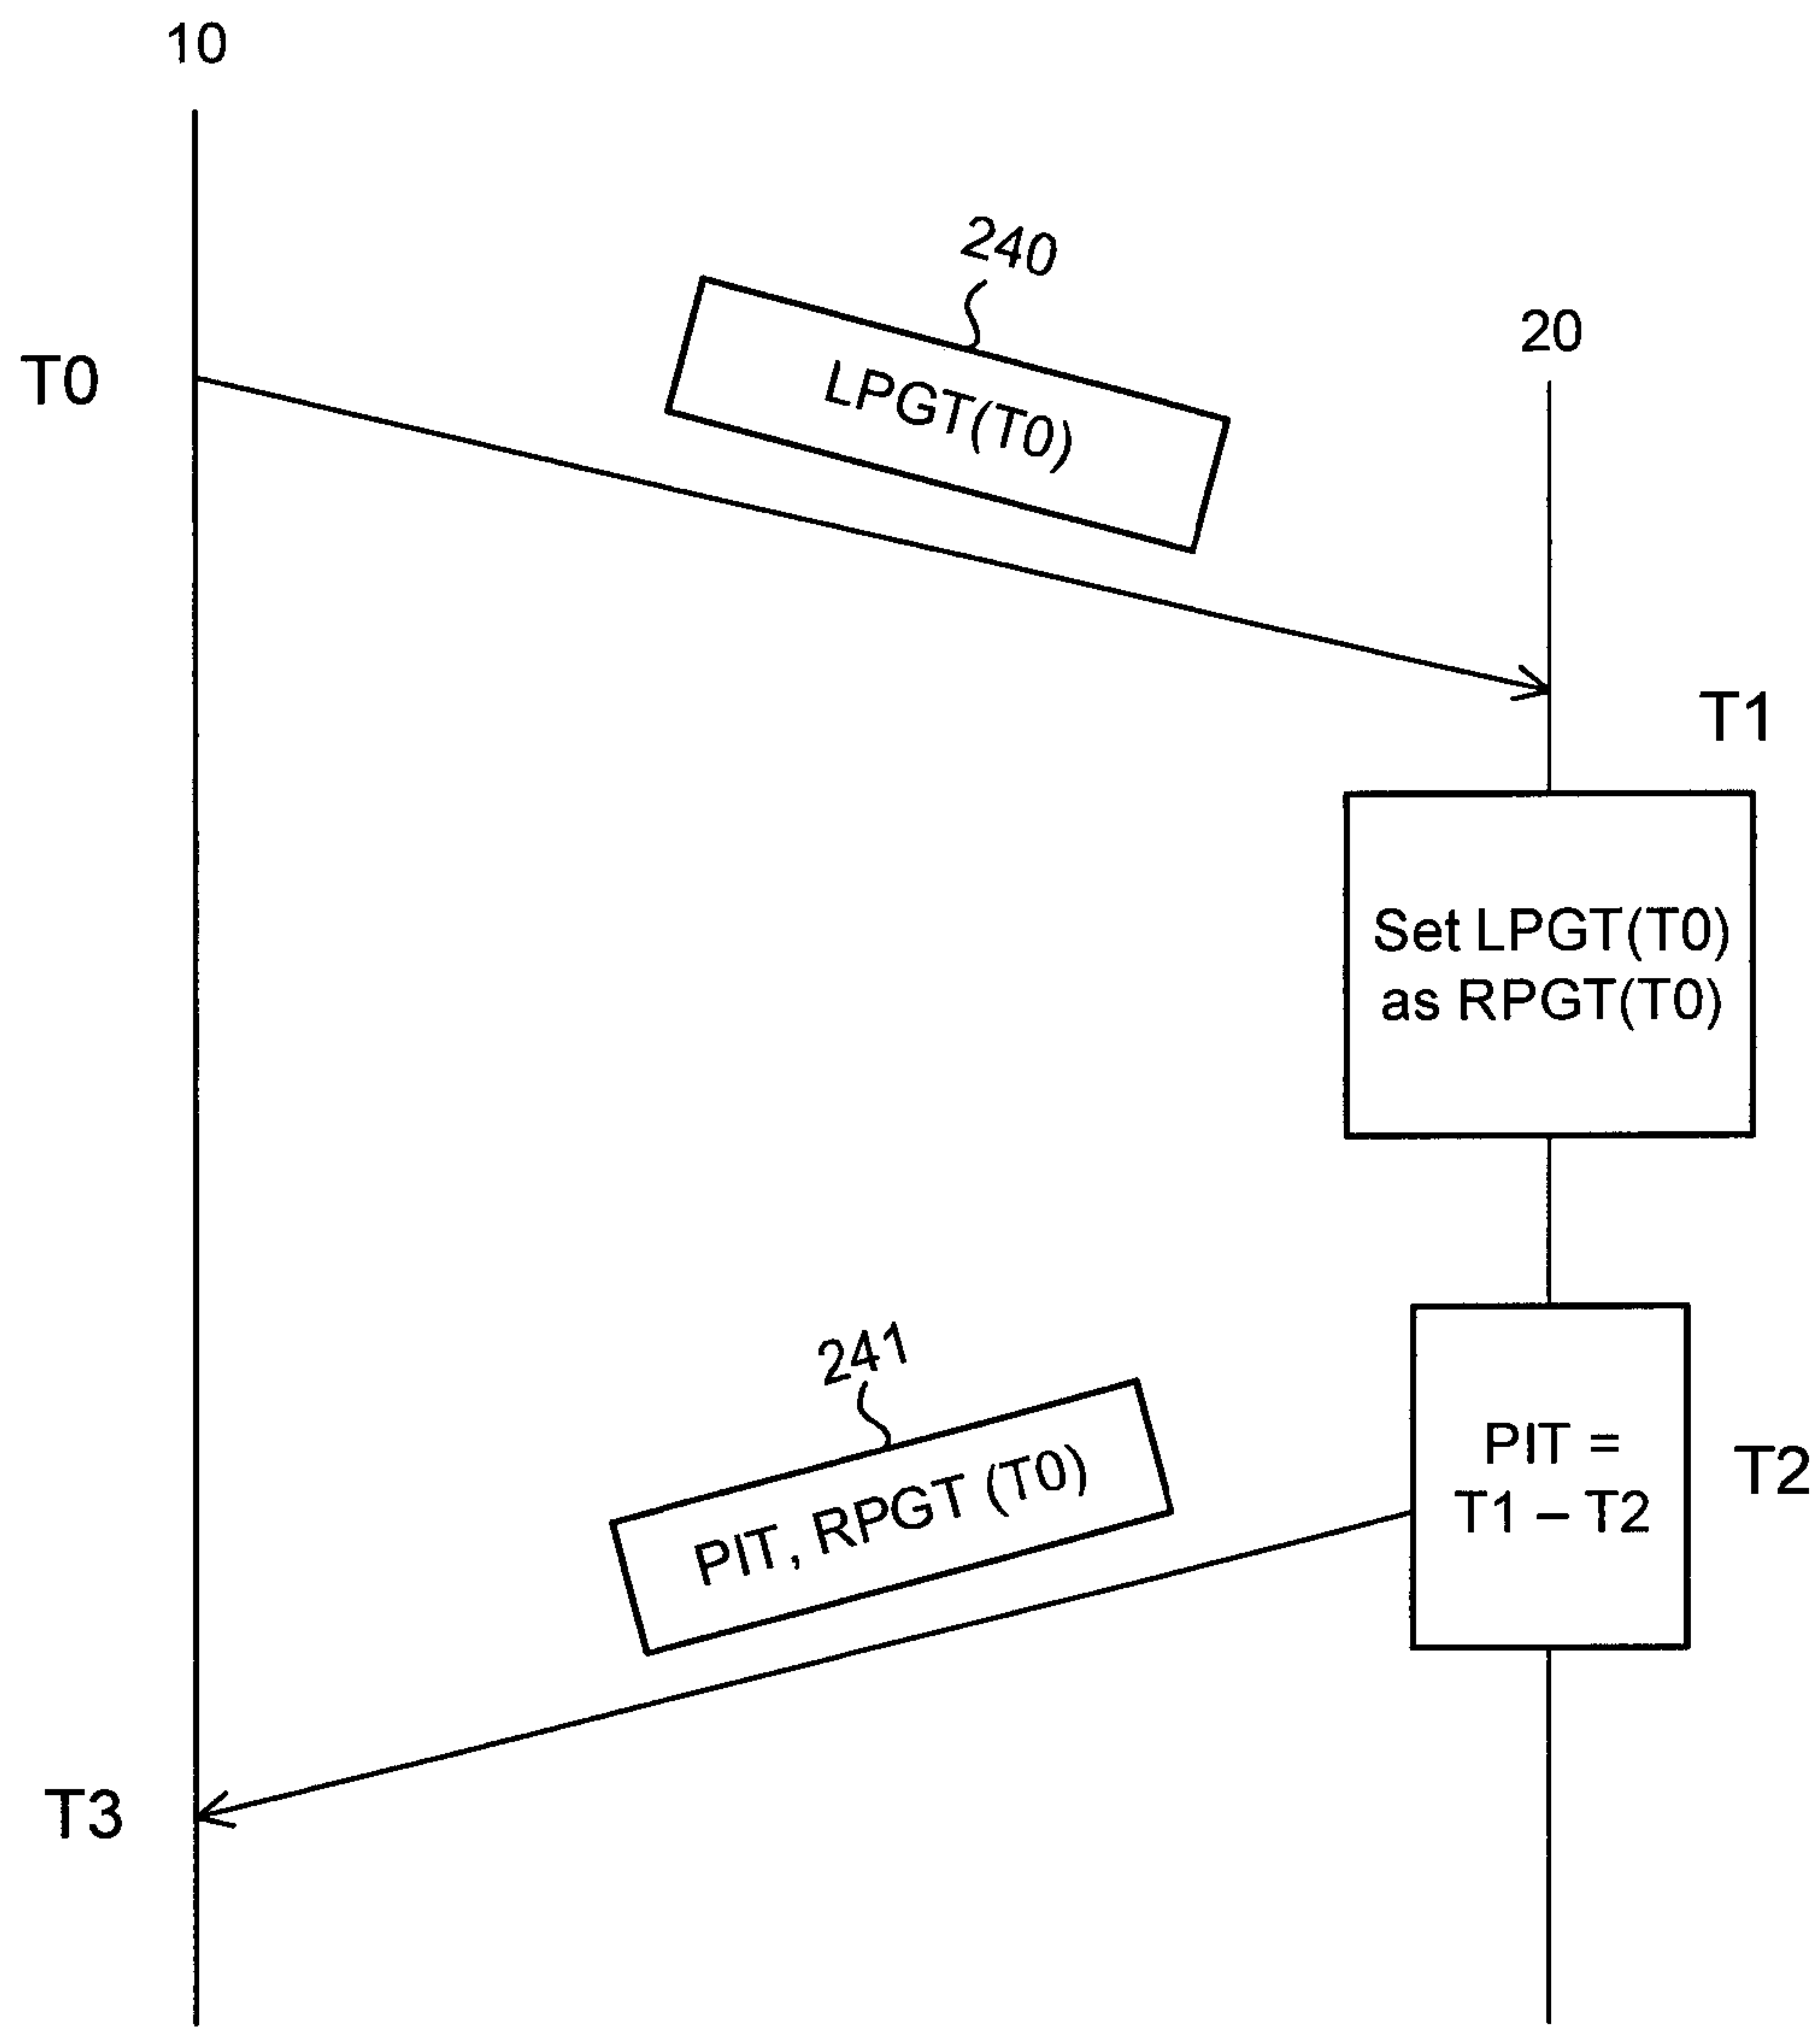 10
240
20
T0
LPGT(T0)
T1
Set LPGT(T0)
as RPGT(T0)
241
PIT =
T1 – T2
T2
PIT, RPGT (T0)
T3